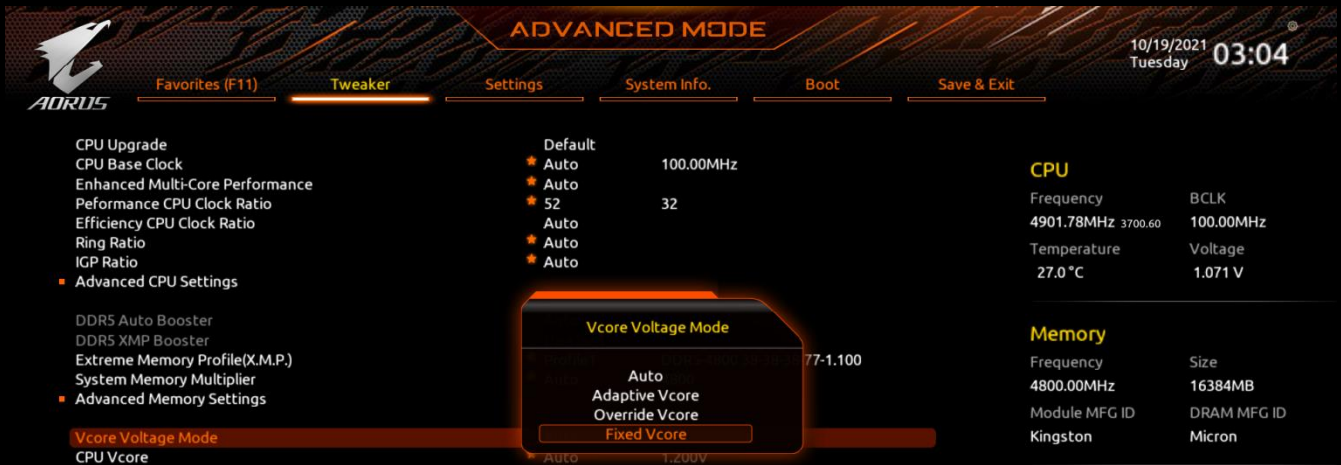 ADVANCED MODE
10/19/2021 Tuesday 03:04
AORUS
Favorites (F11) Tweaker Settings System Info. Boot Save & Exit
CPU Upgrade Default
CPU Base Clock Auto 100.00MHz
Enhanced Multi-Core Performance Auto
Peformance CPU Clock Ratio 52 32
Efficiency CPU Clock Ratio Auto
Ring Ratio Auto
IGP Ratio Auto
Advanced CPU Settings
DDR5 Auto Booster
DDR5 XMP Booster
Extreme Memory Profile(X.M.P.) 77-1.100
System Memory Multiplier
Advanced Memory Settings
Vcore Voltage Mode
CPU Vcore Auto 1.200V
Vcore Voltage Mode
Auto
Adaptive Vcore
Override Vcore
Fixed Vcore
CPU
Frequency BCLK
4901.78MHz 3700.60 100.00MHz
Temperature Voltage
27.0 °C 1.071 V
Memory
Frequency Size
4800.00MHz 16384MB
Module MFG ID DRAM MFG ID
Kingston Micron